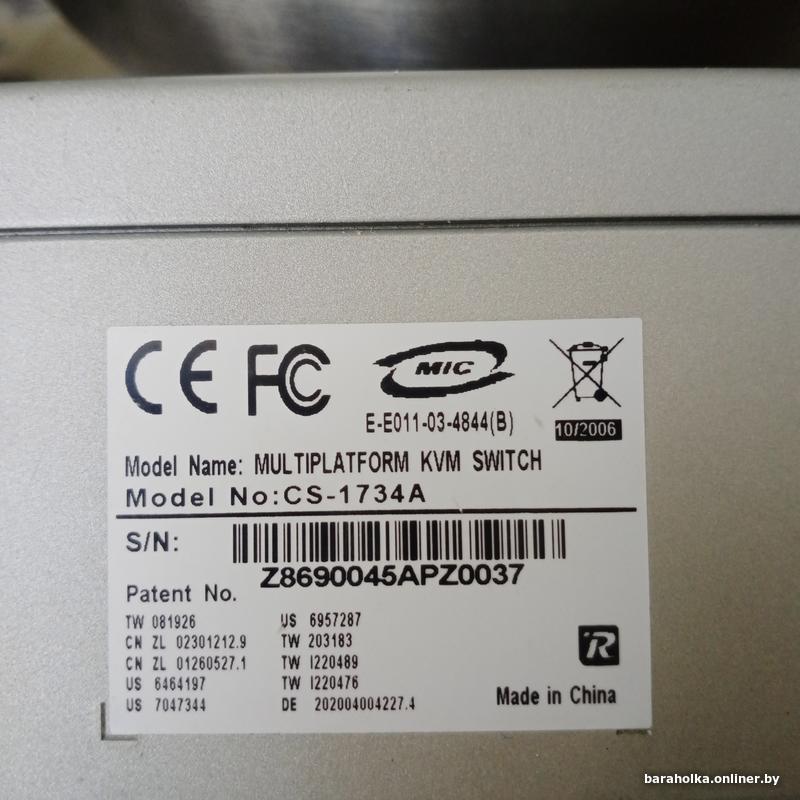 CE FC MIC
E-E011-03-4844(B)
10/2006
Model Name: MULTIPLATFORM KVM SWITCH
Model No:CS-1734A
S/N:
Z8690045APZ0037
Patent No.
TW 081926
CN ZL 02301212.9
CN ZL 01260527.1
US 6464197
US 7047344
US 6957287
TW 203183
TW I220489
TW I220476
DE 202004004227.4
R
Made in China
baraholka.onliner.by